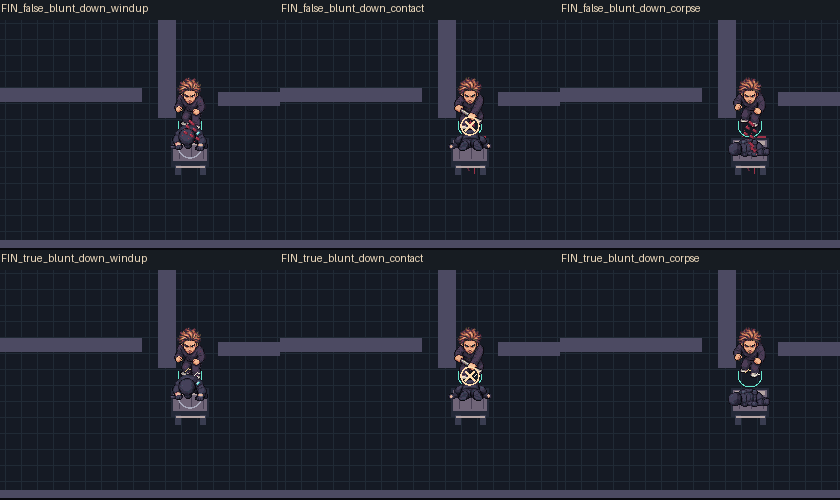 FIN_false_blunt_down_windup
FIN_false_blunt_down_contact
FIN_false_blunt_down_corpse
FIN_true_blunt_down_windup
FIN_true_blunt_down_contact
FIN_true_blunt_down_corpse